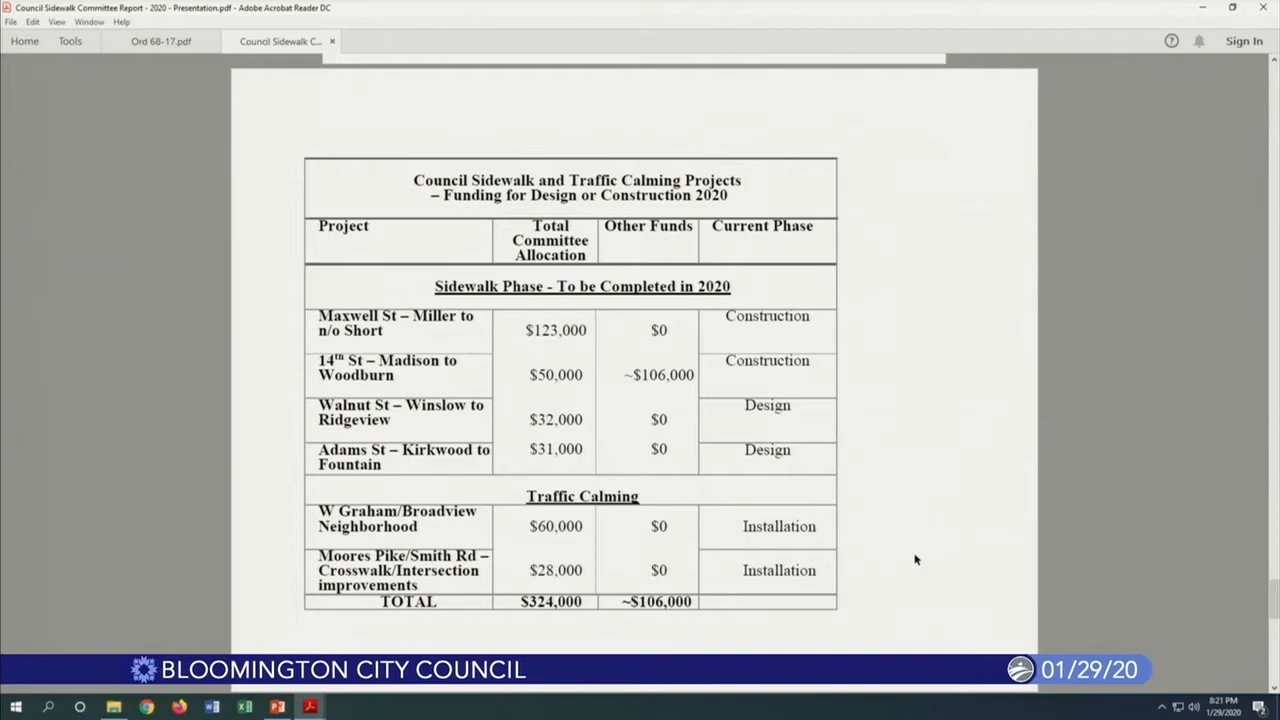 Council Sidewalk Committee Report - 2020 - Presentation.pdf - Adobe Acrobat Reader DC
File Edit View Window Help
Home Tools Ord 68-17.pdf Council Sidewalk C... × Sign In
Council Sidewalk and Traffic Calming Projects
– Funding for Design or Construction 2020
Project Total Other Funds Current Phase
Committee
Allocation
Sidewalk Phase - To be Completed in 2020
Maxwell St – Miller to Construction
n/o Short $123,000 $0
14th St – Madison to Construction
Woodburn $50,000 ~$106,000
Walnut St – Winslow to Design
Ridgeview $32,000 $0
Adams St – Kirkwood to $31,000 $0 Design
Fountain
Traffic Calming
W Graham/Broadview
Neighborhood $60,000 $0 Installation
Moores Pike/Smith Rd –
Crosswalk/Intersection $28,000 $0 Installation
improvements
TOTAL $324,000 ~$106,000
BLOOMINGTON CITY COUNCIL 01/29/20
8:21 PM
1/29/2020